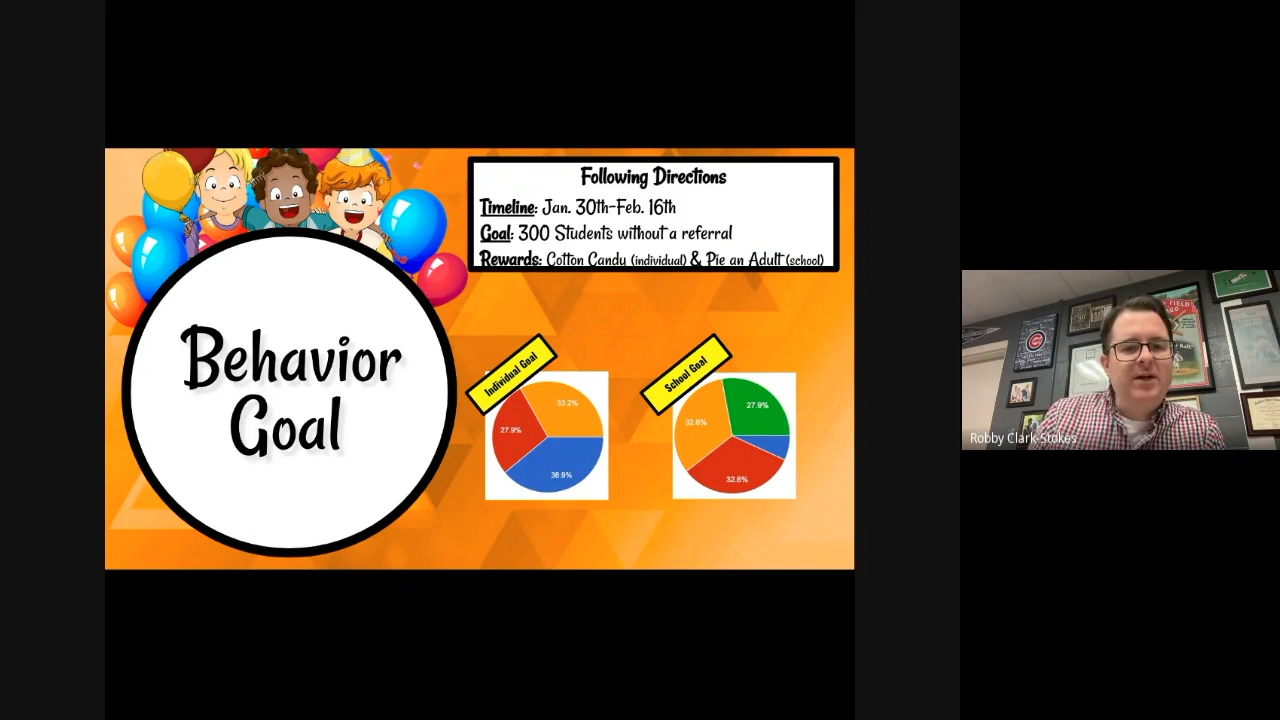 Following Directions
Timeline: Jan. 30th-Feb. 16th
Goal: 300 Students without a referral
Rewards: Cotton Candy (individual) & Pie an Adult (school)
Behavior
Goal
Individual Goal
33.2%
27.9%
38.9%
School Goal
27.9%
32.6%
32.6%
Robby Clark-Stokes